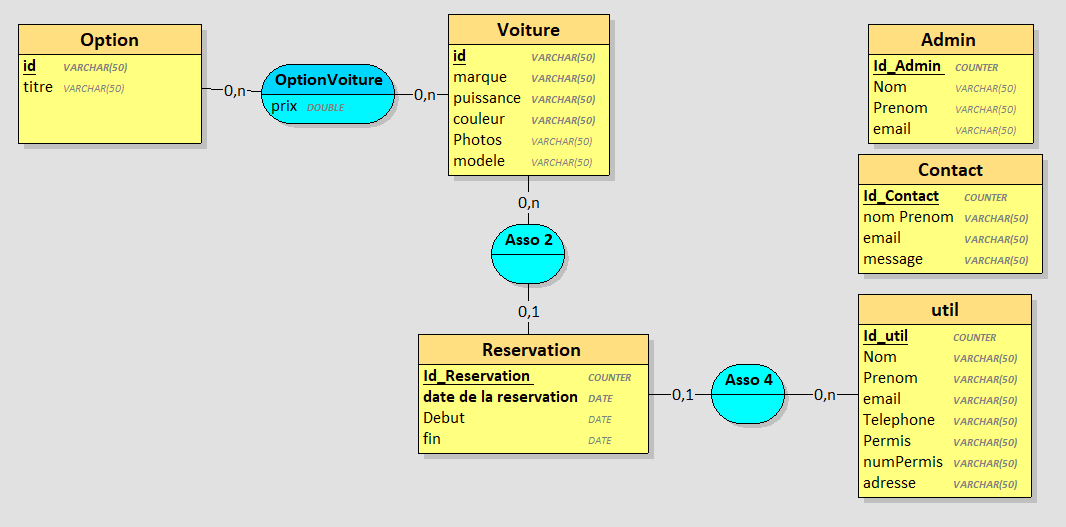 Option
id VARCHAR(50)
titre VARCHAR(50)
0,n
OptionVoiture
prix DOUBLE
0,n
Voiture
id VARCHAR(50)
marque VARCHAR(50)
puissance VARCHAR(50)
couleur VARCHAR(50)
Photos VARCHAR(50)
modele VARCHAR(50)
0,n
Asso 2
0,1
Reservation
Id_Reservation COUNTER
date de la reservation DATE
Debut DATE
fin DATE
0,1
Asso 4
0,n
Admin
Id_Admin COUNTER
Nom VARCHAR(50)
Prenom VARCHAR(50)
email VARCHAR(50)
Contact
Id_Contact COUNTER
nom Prenom VARCHAR(50)
email VARCHAR(50)
message VARCHAR(50)
util
Id_util COUNTER
Nom VARCHAR(50)
Prenom VARCHAR(50)
email VARCHAR(50)
Telephone VARCHAR(50)
Permis VARCHAR(50)
numPermis VARCHAR(50)
adresse VARCHAR(50)